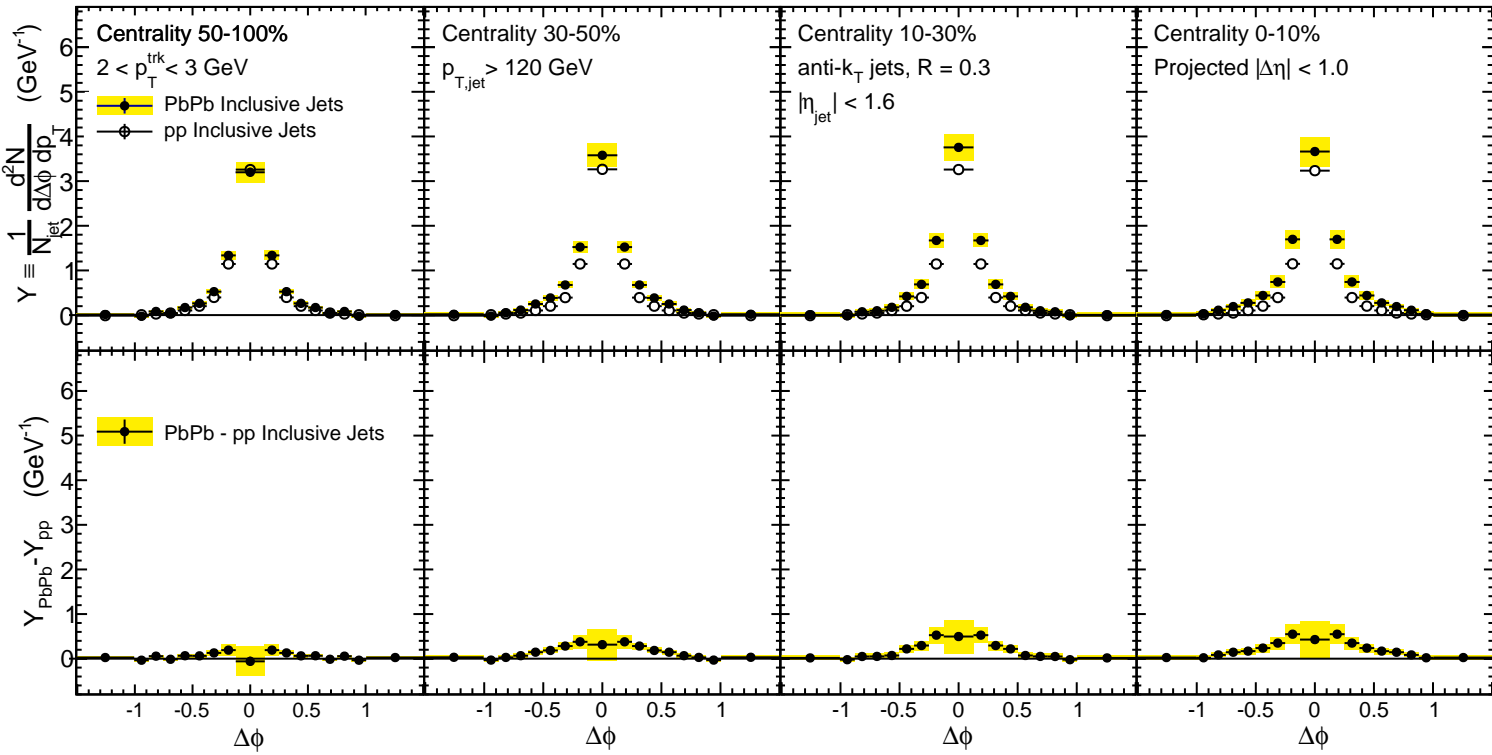 Centrality 50-100%
2 < p_T^trk < 3 GeV
PbPb Inclusive Jets
pp Inclusive Jets
Centrality 30-50%
p_T,jet > 120 GeV
Centrality 10-30%
anti-k_T jets, R = 0.3
|η_jet| < 1.6
Centrality 0-10%
Projected |Δη| < 1.0
Y ≡ 1/N_jet d²N/dΔφ dp_T (GeV⁻¹)
6
5
4
3
2
1
0
PbPb - pp Inclusive Jets
Y_PbPb - Y_pp (GeV⁻¹)
6
5
4
3
2
1
0
-1 -0.5 0 0.5 1
-1 -0.5 0 0.5 1
-1 -0.5 0 0.5 1
-1 -0.5 0 0.5 1
Δφ
Δφ
Δφ
Δφ